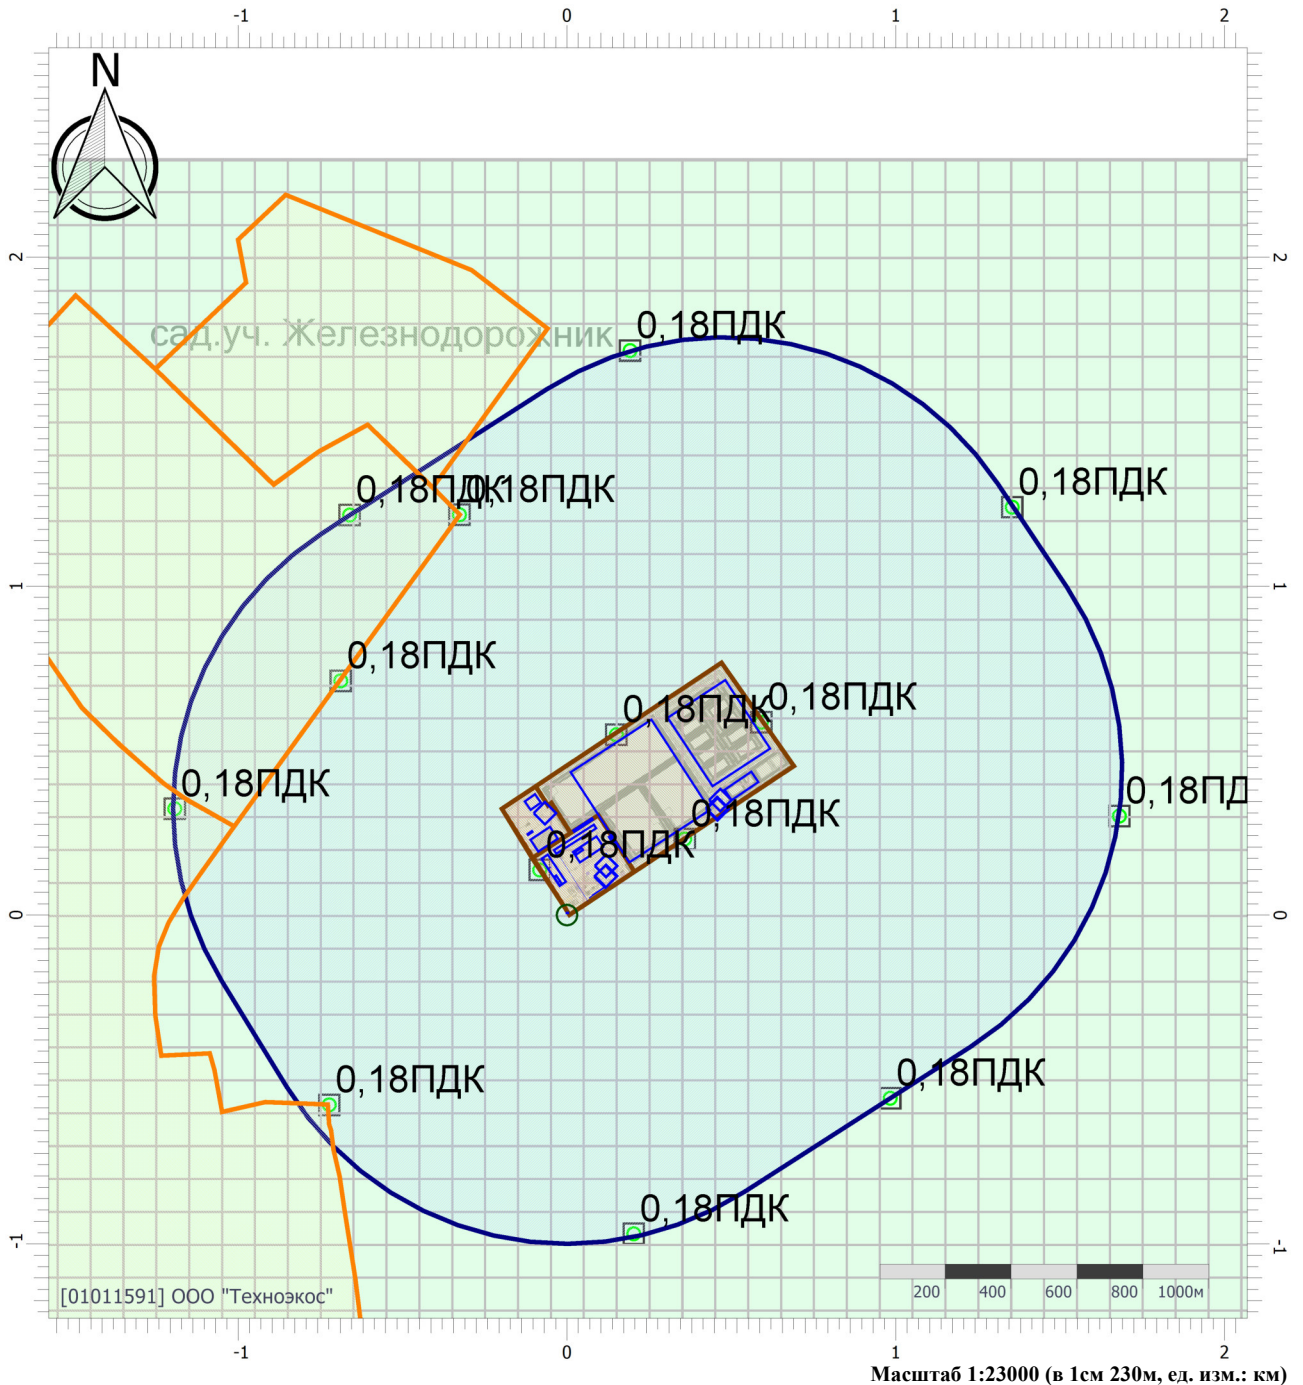 -1 0 1 2
N
2 2
сад.уч. Железнодорожник
0,18ПДК
0,18ПДК
0,18ПДК
0,18ПДК
1 1
0,18ПДК
0,18ПДК
0,18ПДК
0,18ПДК
0,18ПД
0,18ПДК
0,18ПДК
0 0
0,18ПДК
0,18ПДК
0,18ПДК
-1 -1
200 400 600 800 1000м
[01011591] ООО "Техноэкос"
-1 0 1 2
Масштаб 1:23000 (в 1см 230м, ед. изм.: км)